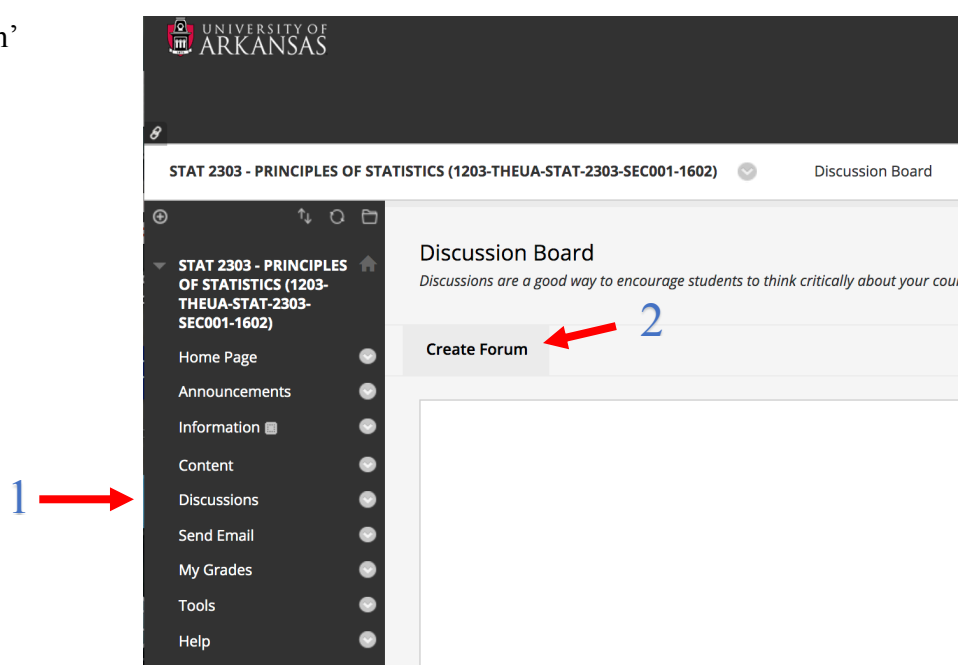 n’
UNIVERSITY OF
ARKANSAS
STAT 2303 - PRINCIPLES OF STATISTICS (1203-THEUA-STAT-2303-SEC001-1602)
Discussion Board
STAT 2303 - PRINCIPLES
OF STATISTICS (1203-
THEUA-STAT-2303-
SEC001-1602)
Home Page
Announcements
Information
Content
1
Discussions
Send Email
My Grades
Tools
Help
Discussion Board
Discussions are a good way to encourage students to think critically about your
2
Create Forum